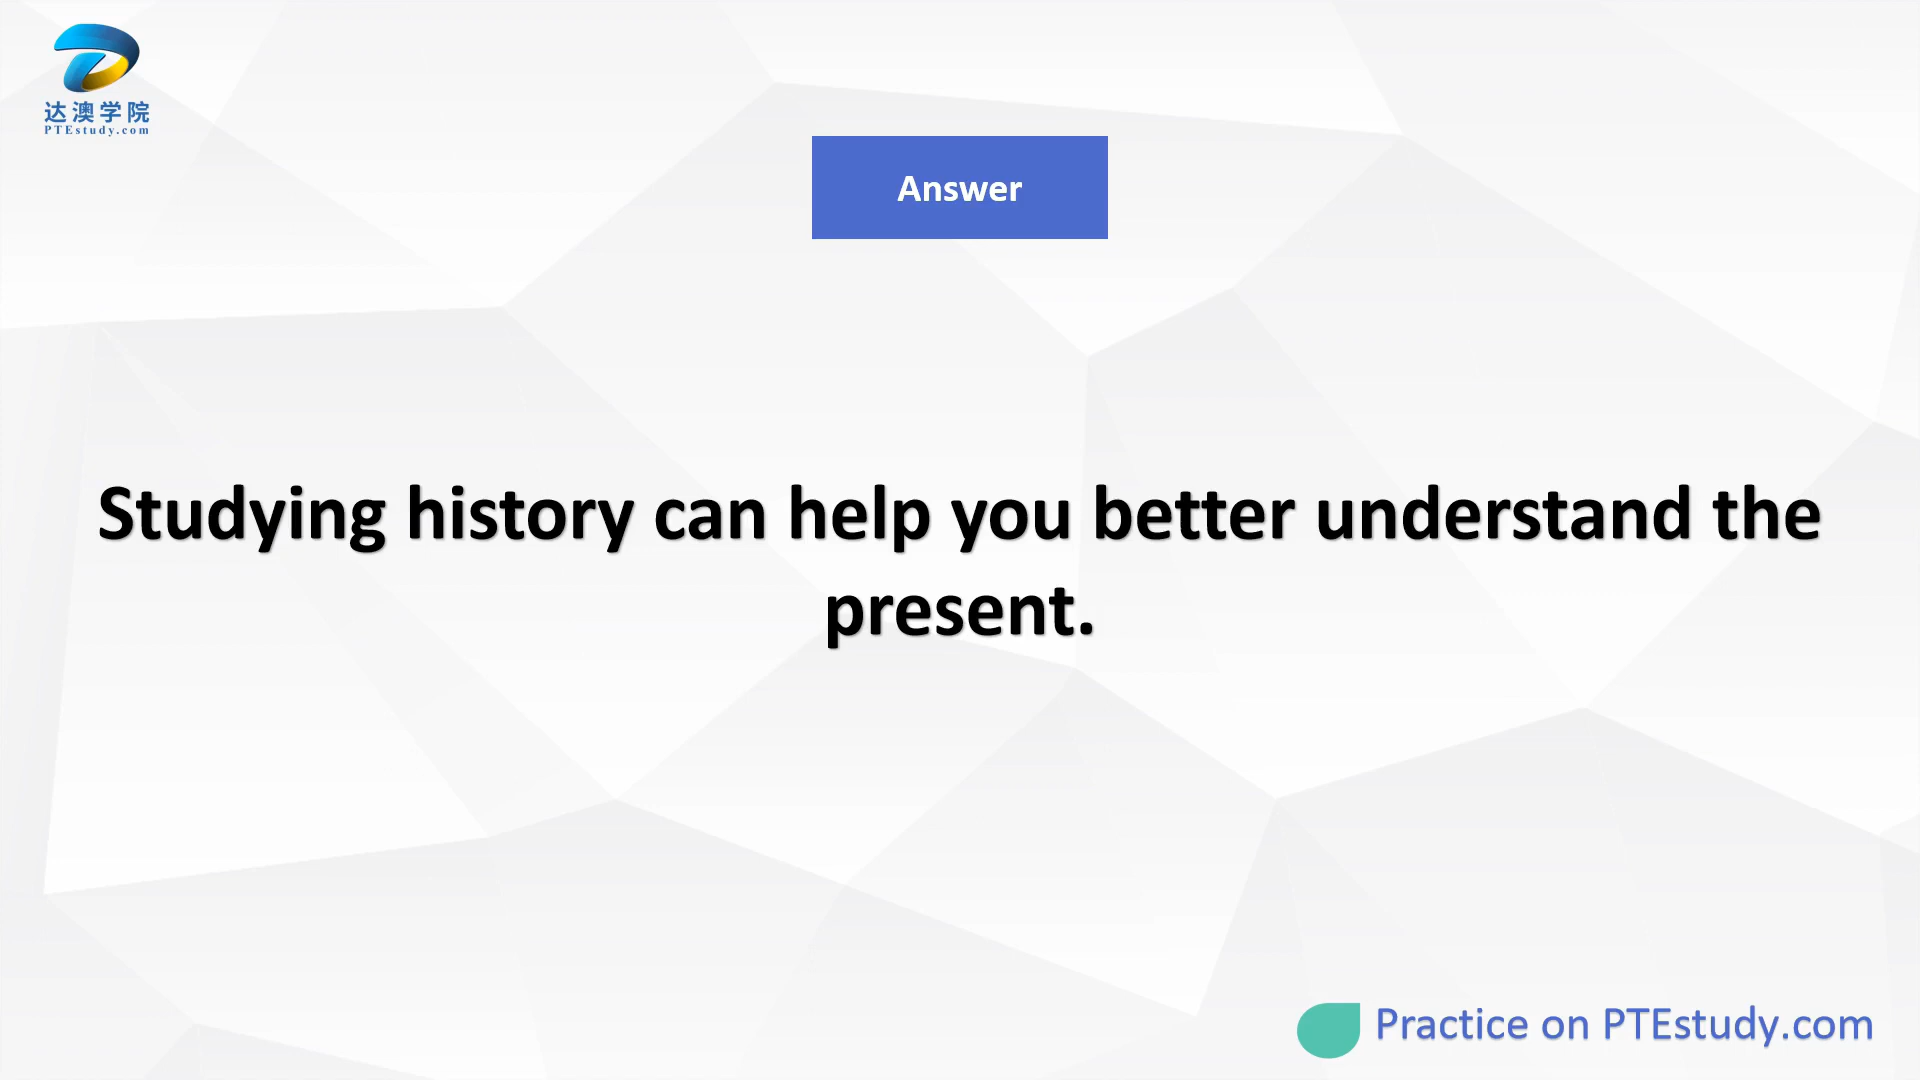 达澳学院
PTEstudy.com
Answer
Studying history can help you better understand the
present.
Practice on PTEstudy.com